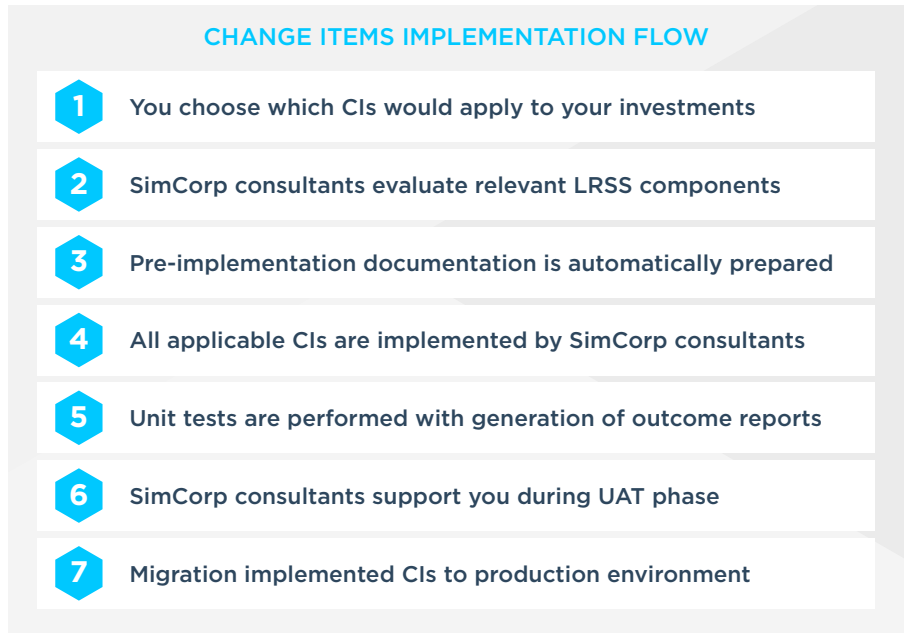 CHANGE ITEMS IMPLEMENTATION FLOW
1 You choose which CIs would apply to your investments
2 SimCorp consultants evaluate relevant LRSS components
3 Pre-implementation documentation is automatically prepared
4 All applicable CIs are implemented by SimCorp consultants
5 Unit tests are performed with generation of outcome reports
6 SimCorp consultants support you during UAT phase
7 Migration implemented CIs to production environment